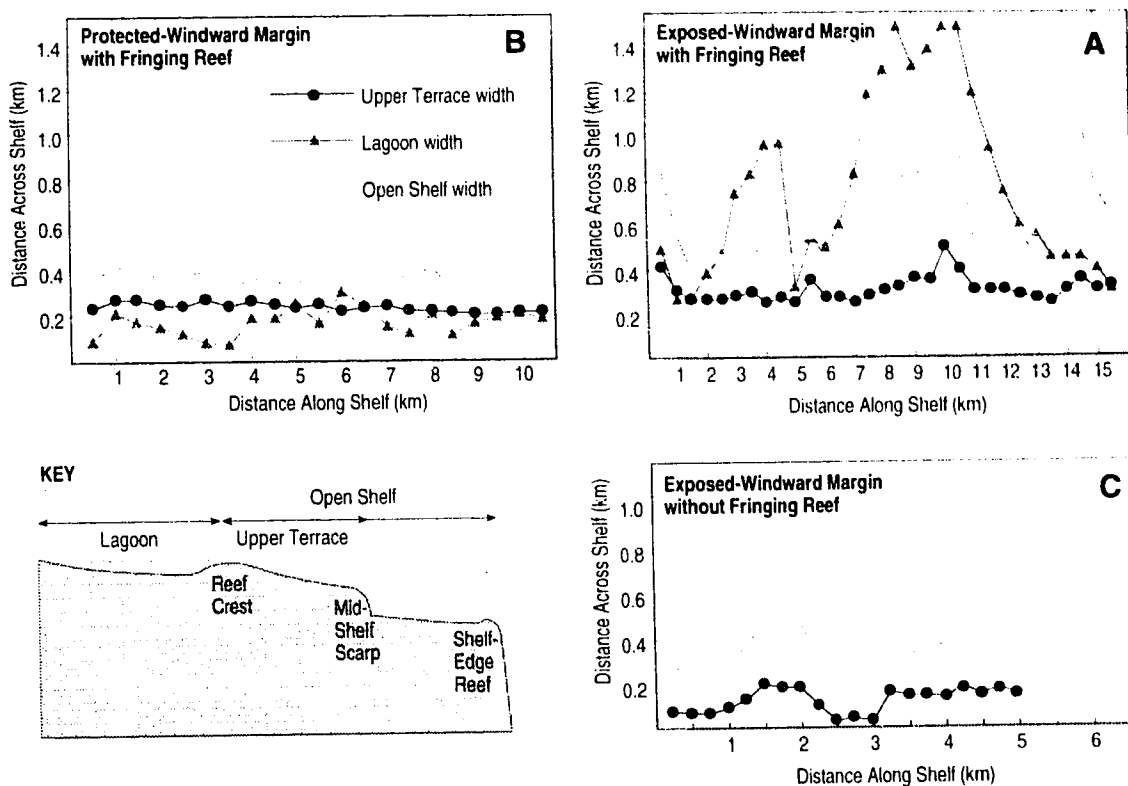 Protected-Windward Margin
with Fringing Reef
B
Upper Terrace width
Lagoon width
Open Shelf width
Distance Across Shelf (km)
1.4
1.2
1.0
0.8
0.6
0.4
0.2
1 2 3 4 5 6 7 8 9 10
Distance Along Shelf (km)
Exposed-Windward Margin
with Fringing Reef
A
Distance Across Shelf (km)
1.4
1.2
1.0
0.8
0.6
0.4
0.2
1 2 3 4 5 6 7 8 9 10 11 12 13 14 15
Distance Along Shelf (km)
KEY
Open Shelf
Lagoon
Upper Terrace
Reef
Crest
Mid-
Shelf
Scarp
Shelf-
Edge
Reef
Exposed-Windward Margin
without Fringing Reef
C
Distance Across Shelf (km)
1.0
0.8
0.6
0.4
0.2
1 2 3 4 5 6
Distance Along Shelf (km)